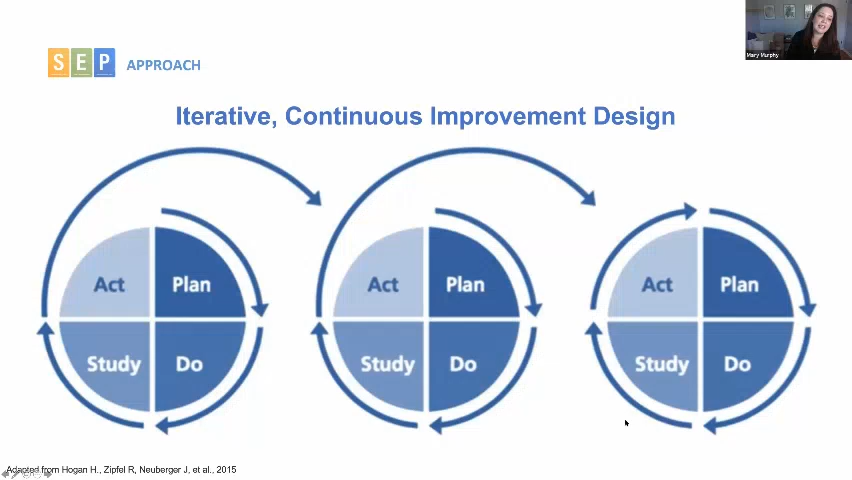 Mary Murphy
SEP APPROACH
Iterative, Continuous Improvement Design
Act Plan
Study Do
Act Plan
Study Do
Act Plan
Study Do
Adapted from Hogan H., Zipfel R, Neuberger J, et al., 2015